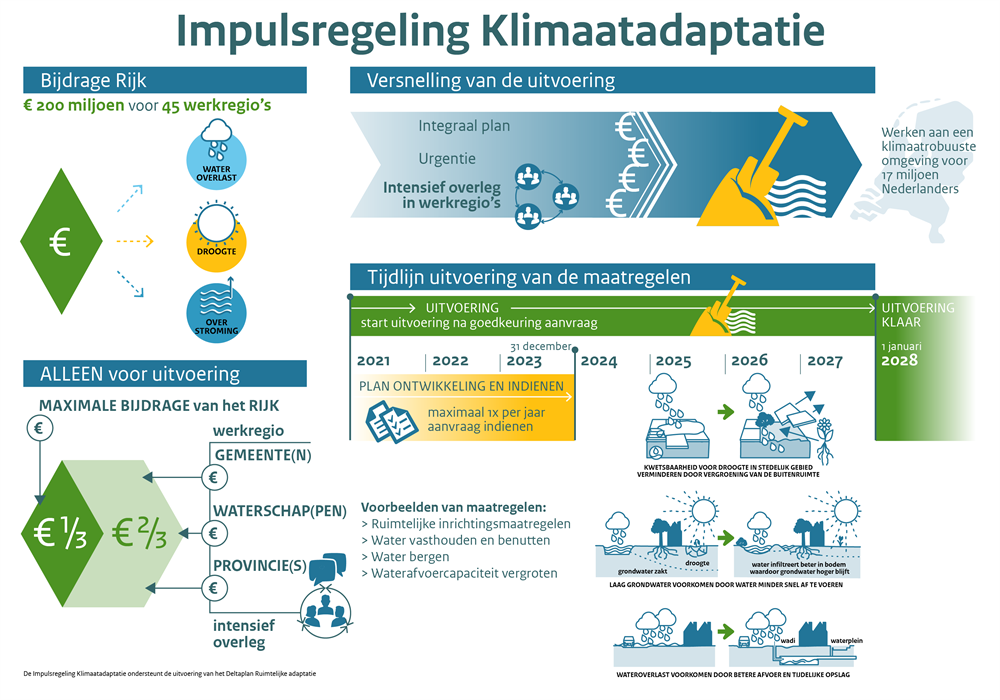 Impulsregeling Klimaatadaptatie
Bijdrage Rijk
€ 200 miljoen voor 45 werkregio's
€
WATER
OVERLAST
DROOGTE
OVER
STROMING
ALLEEN voor uitvoering
MAXIMALE BIJDRAGE van het RIJK
€
werkregio
GEMEENTE(N)
€
WATERSCHAP(PEN)
€
PROVINCIE(S)
€
intensief
overleg
€ 1/3
€ 2/3
De Impulsregeling Klimaatadaptatie ondersteunt de uitvoering van het Deltaplan Ruimtelijke adaptatie
Versnelling van de uitvoering
Integraal plan
Urgentie
Intensief overleg
in werkregio's
€
€
€
€
Werken aan een
klimaatrobuuste
omgeving voor
17 miljoen
Nederlanders
Tijdlijn uitvoering van de maatregelen
UITVOERING
start uitvoering na goedkeuring aanvraag
UITVOERING
KLAAR
31 december
1 januari
2021
2022
2023
2024
2025
2026
2027
2028
PLAN ONTWIKKELING EN INDIENEN
maximaal 1x per jaar
aanvraag indienen
KWETSBAARHEID VOOR DROOGTE IN STEDELIJK GEBIED
VERMINDEREN DOOR VERGROENING VAN DE BUITENRUIMTE
Voorbeelden van maatregelen:
> Ruimtelijke inrichtingsmaatregelen
> Water vasthouden en benutten
> Water bergen
> Waterafvoercapaciteit vergroten
grondwater zakt
droogte
water infiltreert beter in bodem
waardoor grondwater hoger blijft
LAAG GRONDWATER VOORKOMEN DOOR WATER MINDER SNEL AF TE VOEREN
wadi
waterplein
WATEROVERLAST VOORKOMEN DOOR BETERE AFVOER EN TIJDELIJKE OPSLAG